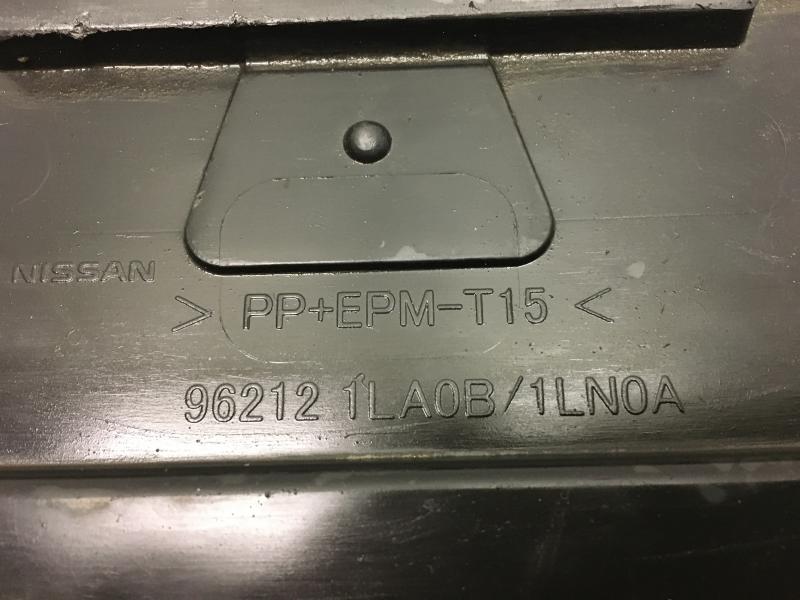 NISSAN
> PP+EPM-T15 <
96212 1LA0B/1LN0A